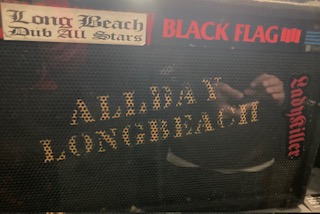 Long Beach
Dub All Stars
BLACK FLAG
ALLDAY
LONGBEACH
LadyKiller